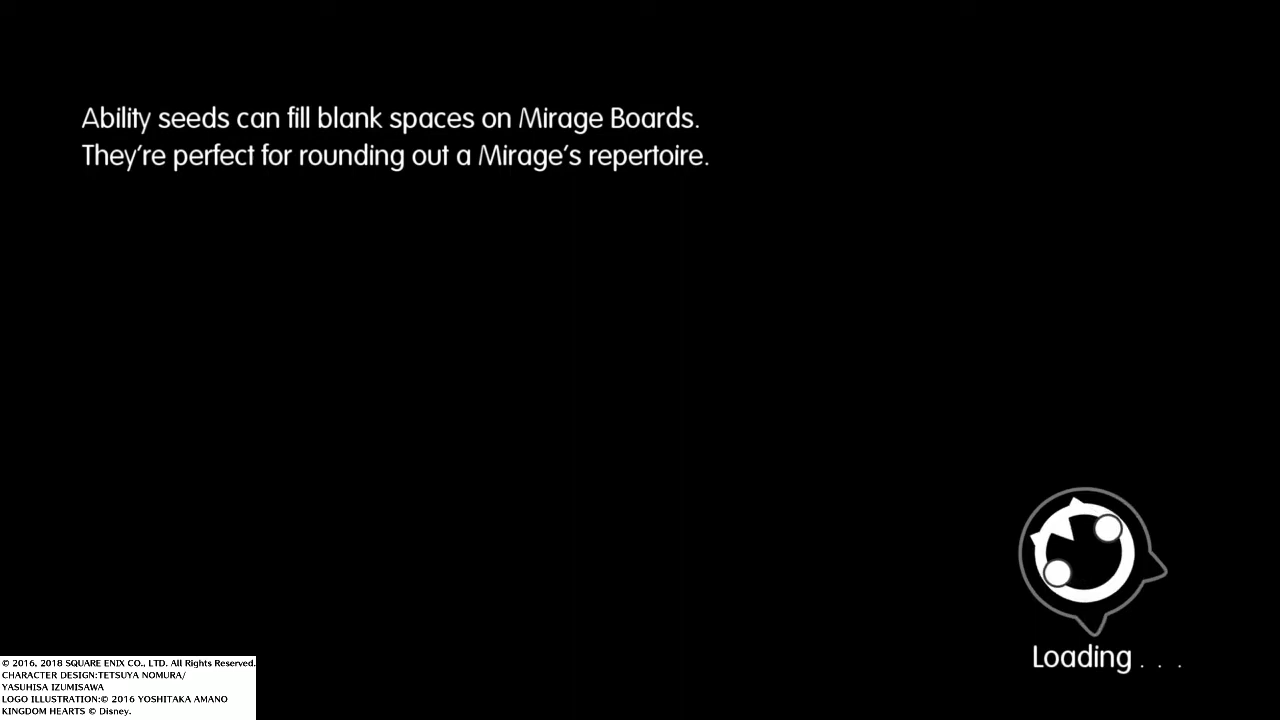 Ability seeds can fill blank spaces on Mirage Boards.
They're perfect for rounding out a Mirage's repertoire.
Loading . . .
© 2016, 2018 SQUARE ENIX CO., LTD. All Rights Reserved.
CHARACTER DESIGN:TETSUYA NOMURA/
YASUHISA IZUMISAWA
LOGO ILLUSTRATION:© 2016 YOSHITAKA AMANO
KINGDOM HEARTS © Disney.